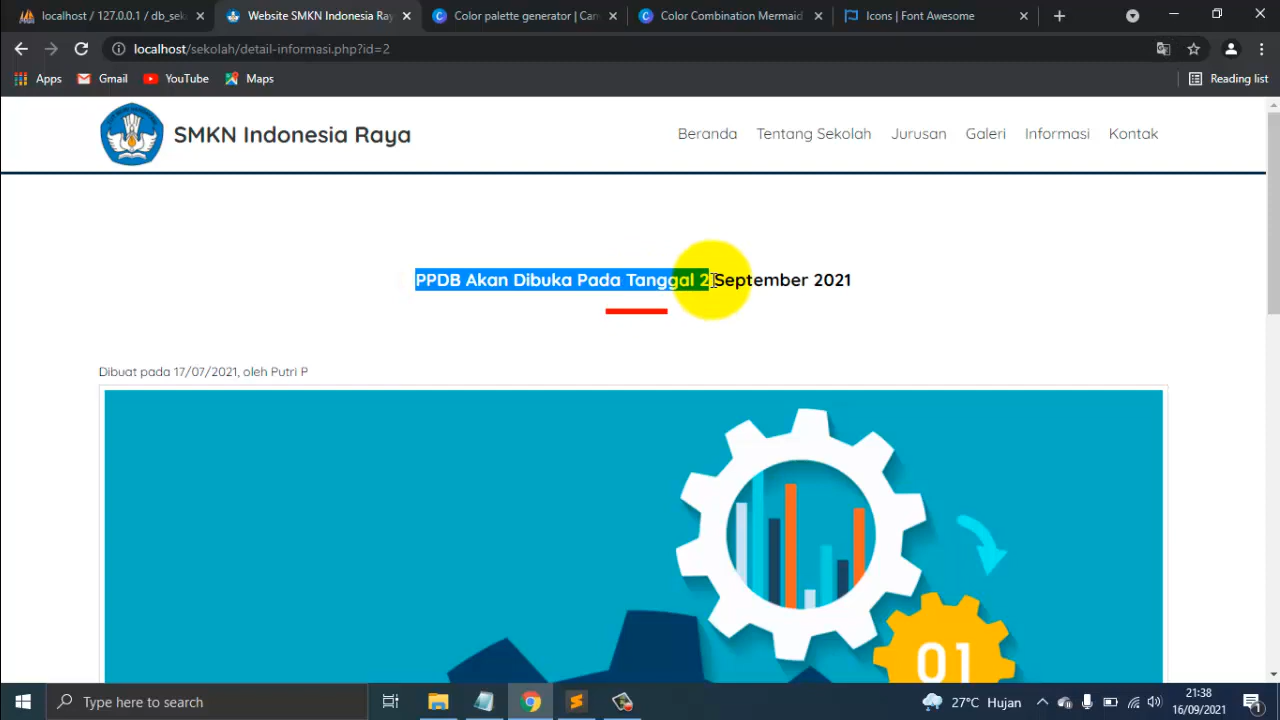 localhost / 127.0.0.1 / db_sek
Website SMKN Indonesia Ray
Color palette generator | Can
Color Combination Mermaid
Icons | Font Awesome
localhost/sekolah/detail-informasi.php?id=2
Apps
Gmail
YouTube
Maps
Reading list
SMKN Indonesia Raya
Beranda
Tentang Sekolah
Jurusan
Galeri
Informasi
Kontak
PPDB Akan Dibuka Pada Tanggal 2 September 2021
Dibuat pada 17/07/2021, oleh Putri P
01
Type here to search
27°C Hujan
21:38
16/09/2021
1